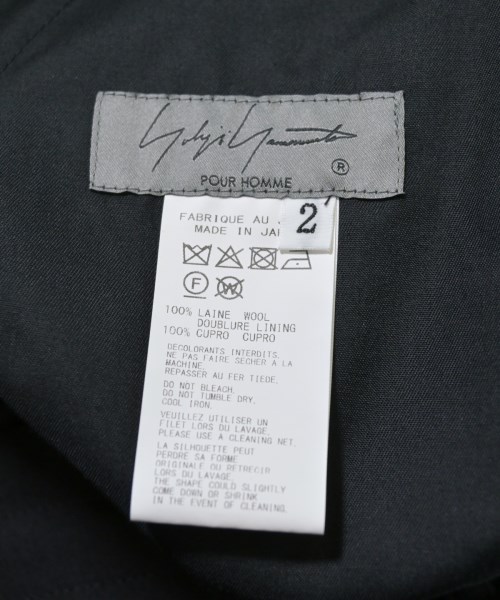 Yohji Yamamoto
®
POUR HOMME
2
FABRIQUE AU
MADE IN
F
W
100% LAINE WOOL
DOUBLURE LINING
100% CUPRO CUPRO
DECOLORANTS INTERDITS.
NE PAS FAIRE SECHER A LA
MACHINE.
REPASSER AU FER TIEDE.
DO NOT BLEACH.
DO NOT TUMBLE DRY.
COOL IRON.
VEUILLEZ UTILISER UN
FILET LORS DU LAVAGE.
PLEASE USE A CLEANING NET.
LA SILHOUETTE PEUT
PERDRE SA FORME
ORIGINALE OU RETRECIR
LORS DU LAVAGE.
THE SHAPE COULD SLIGHTLY
COME DOWN OR SHRINK
IN THE EVENT OF CLEANING.